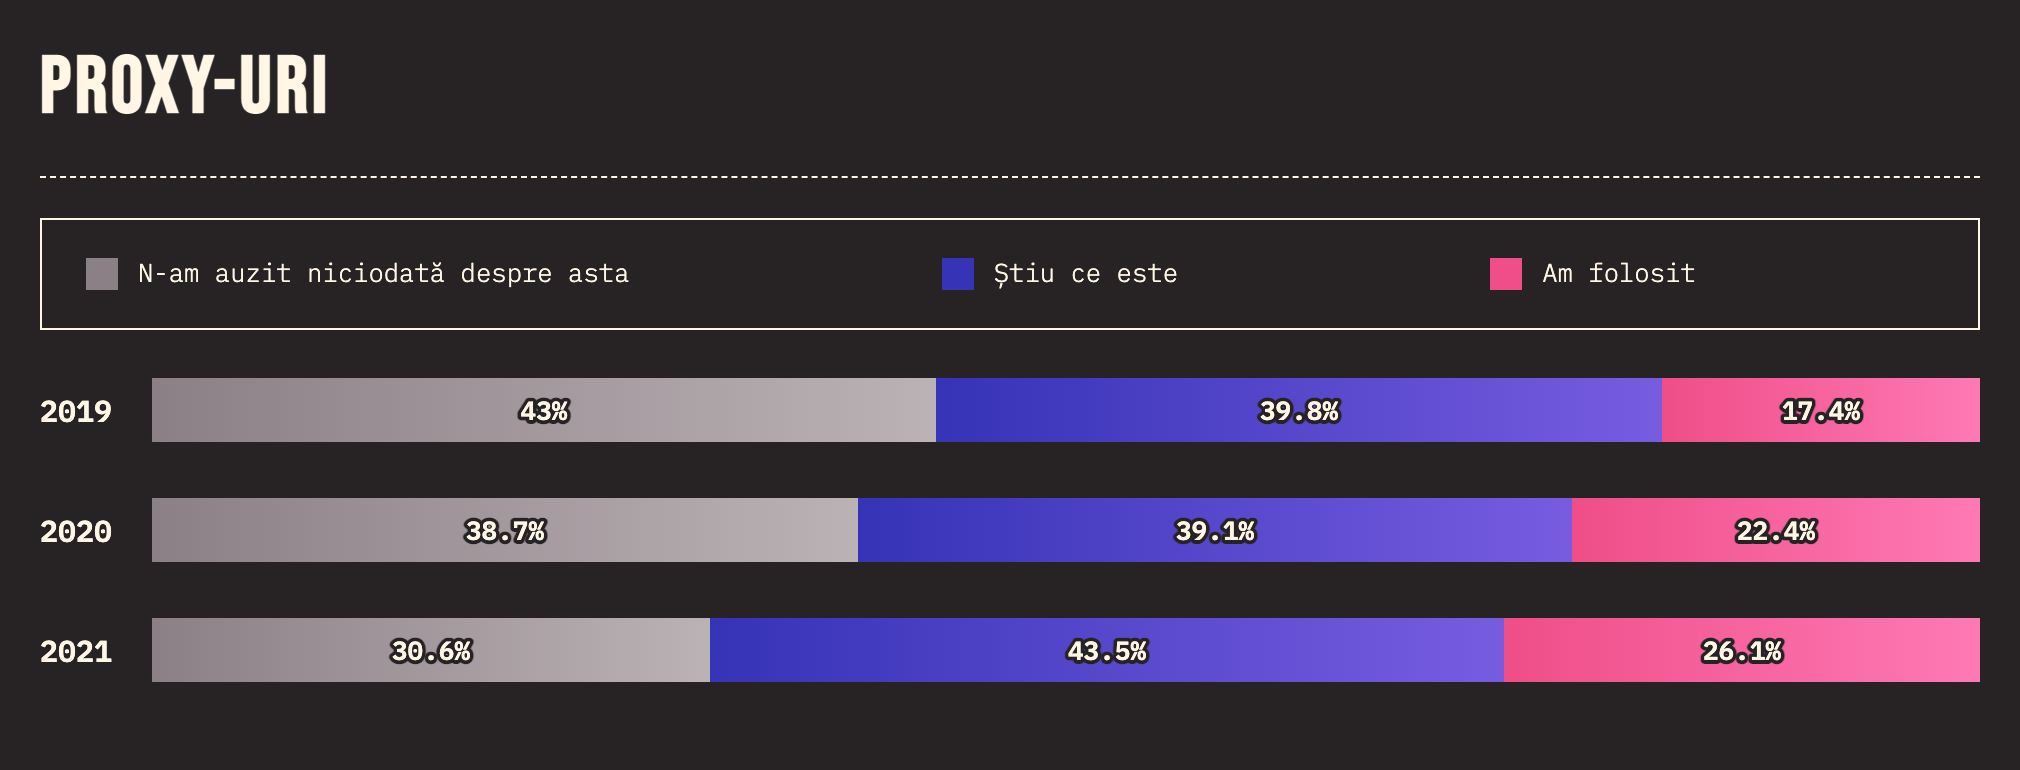 PROXY-URI
N-am auzit niciodată despre asta
Știu ce este
Am folosit
2019 43% 39.8% 17.4%
2020 38.7% 39.1% 22.4%
2021 30.6% 43.5% 26.1%